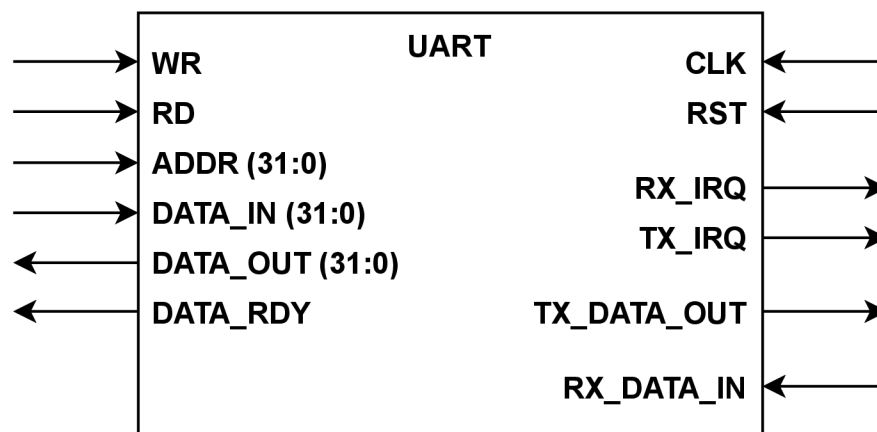 UART
WR
RD
ADDR (31:0)
DATA_IN (31:0)
DATA_OUT (31:0)
DATA_RDY
CLK
RST
RX_IRQ
TX_IRQ
TX_DATA_OUT
RX_DATA_IN